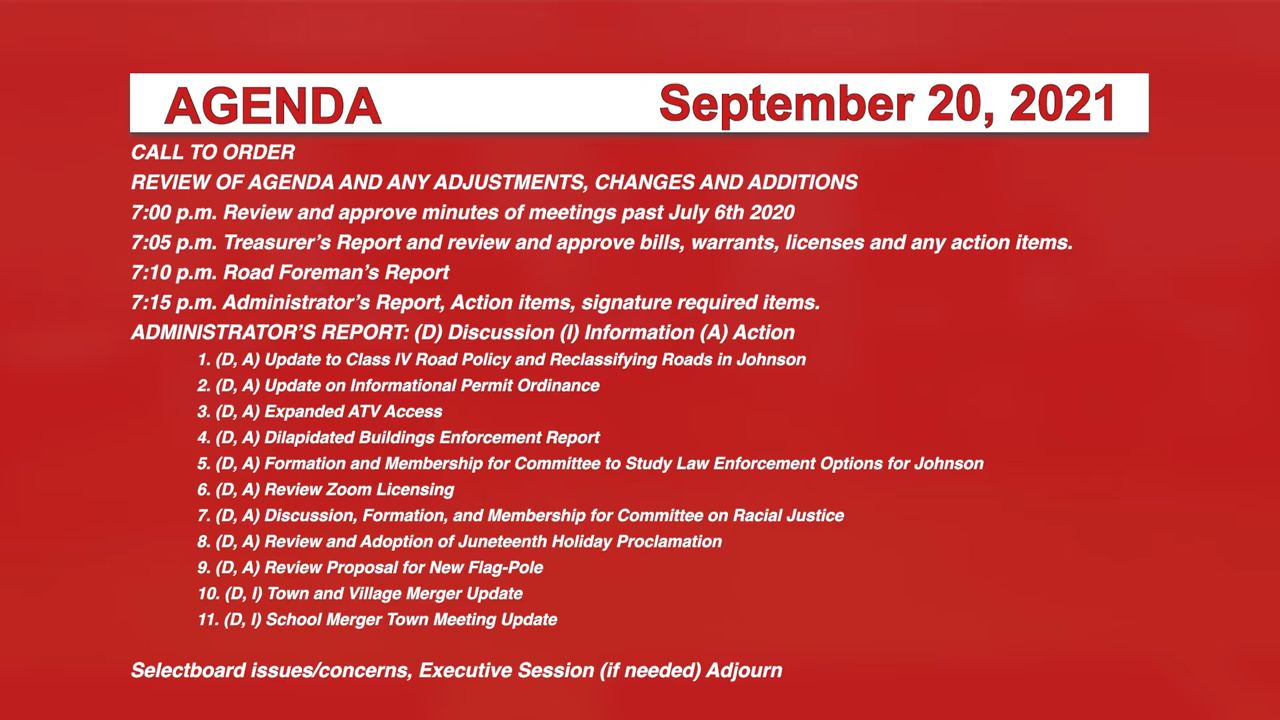 AGENDA September 20, 2021
CALL TO ORDER
REVIEW OF AGENDA AND ANY ADJUSTMENTS, CHANGES AND ADDITIONS
7:00 p.m. Review and approve minutes of meetings past July 6th 2020
7:05 p.m. Treasurer’s Report and review and approve bills, warrants, licenses and any action items.
7:10 p.m. Road Foreman’s Report
7:15 p.m. Administrator’s Report, Action items, signature required items.
ADMINISTRATOR’S REPORT: (D) Discussion (I) Information (A) Action
1. (D, A) Update to Class IV Road Policy and Reclassifying Roads in Johnson
2. (D, A) Update on Informational Permit Ordinance
3. (D, A) Expanded ATV Access
4. (D, A) Dilapidated Buildings Enforcement Report
5. (D, A) Formation and Membership for Committee to Study Law Enforcement Options for Johnson
6. (D, A) Review Zoom Licensing
7. (D, A) Discussion, Formation, and Membership for Committee on Racial Justice
8. (D, A) Review and Adoption of Juneteenth Holiday Proclamation
9. (D, A) Review Proposal for New Flag-Pole
10. (D, I) Town and Village Merger Update
11. (D, I) School Merger Town Meeting Update
Selectboard issues/concerns, Executive Session (if needed) Adjourn